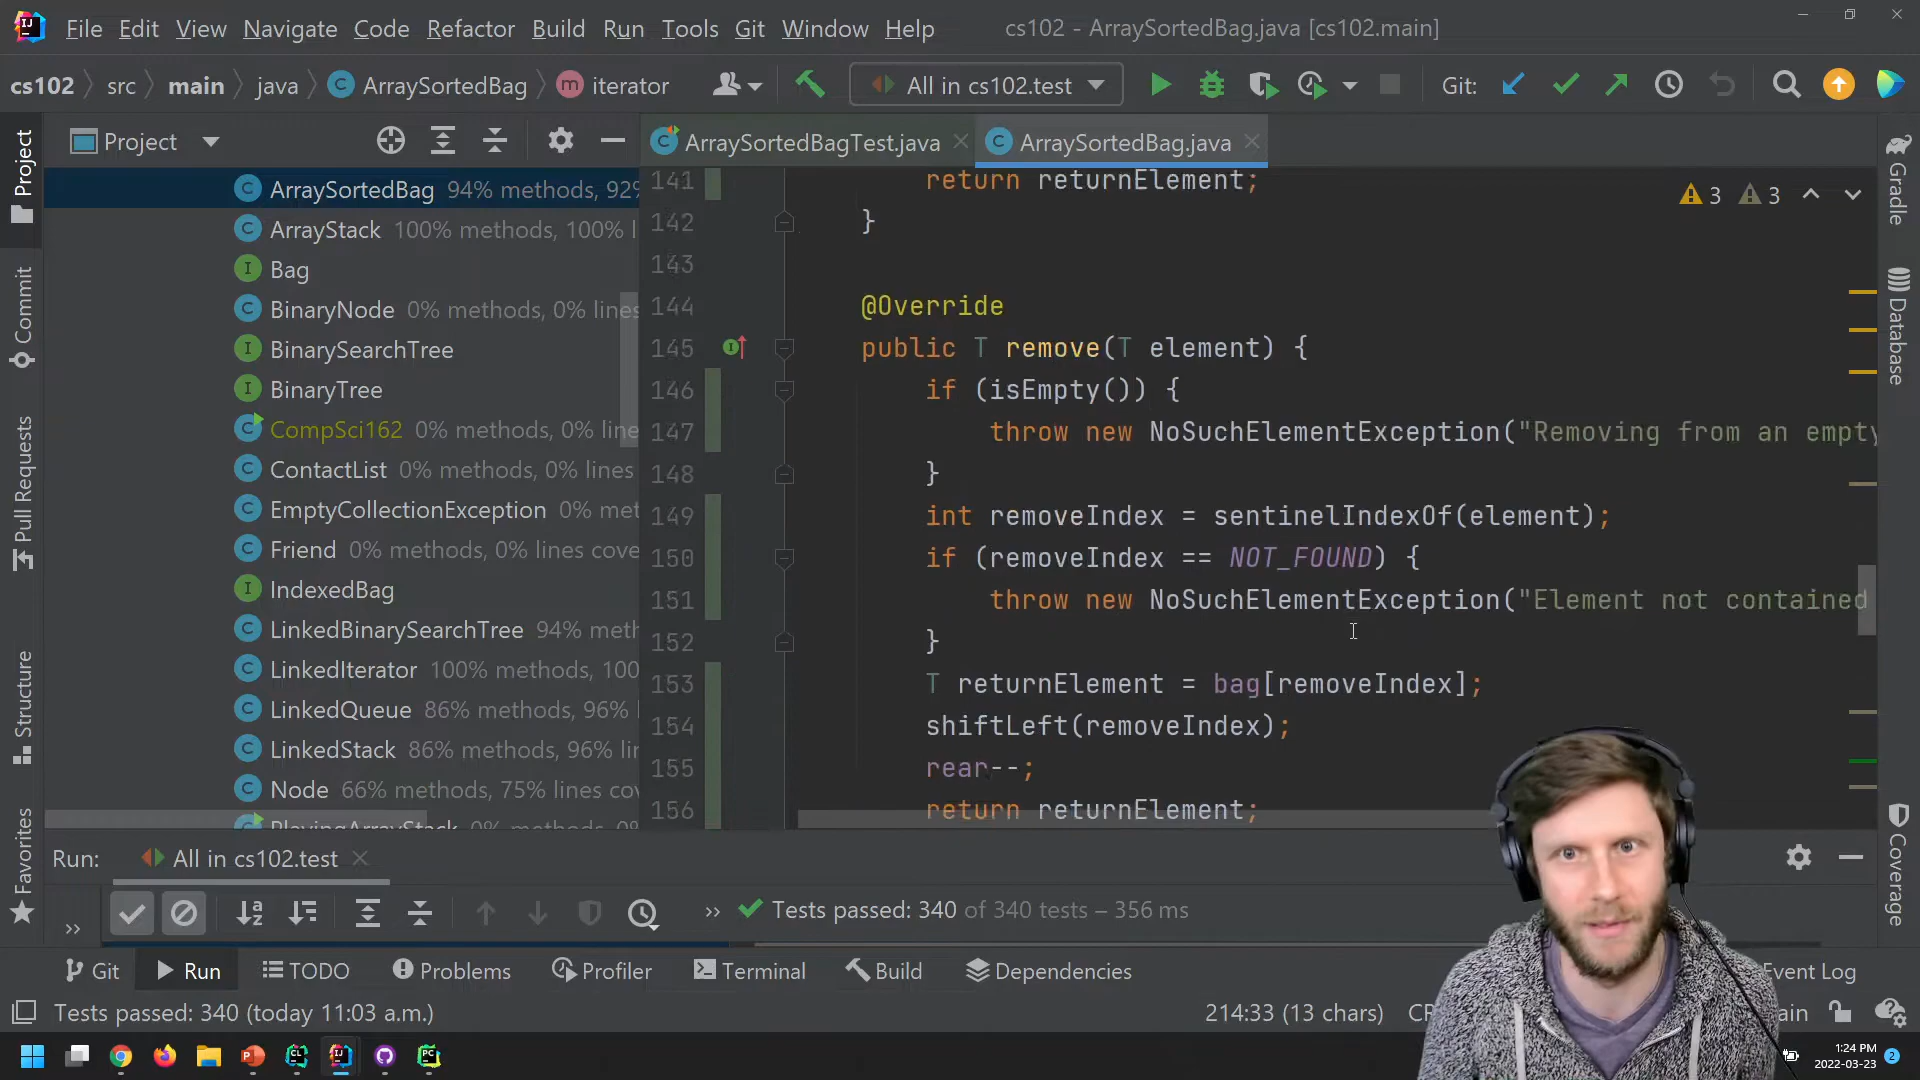 File Edit View Navigate Code Refactor Build Run Tools Git Window Help cs102 - ArraySortedBag.java [cs102.main]
cs102 src main java ArraySortedBag iterator All in cs102.test Git:
Project
ArraySortedBagTest.java ArraySortedBag.java
ArraySortedBag 94% methods, 92%
ArrayStack 100% methods, 100% l
Bag
BinaryNode 0% methods, 0% lines
BinarySearchTree
BinaryTree
CompSci162 0% methods, 0% line
ContactList 0% methods, 0% lines
EmptyCollectionException 0% met
Friend 0% methods, 0% lines cove
IndexedBag
LinkedBinarySearchTree 94% meth
LinkedIterator 100% methods, 100
LinkedQueue 86% methods, 96% l
LinkedStack 86% methods, 96% lin
Node 66% methods, 75% lines cov
PlayingArrayStack 0% methods, 0%
141 return returnElement;
142 }
143
144 @Override
145 public T remove(T element) {
146 if (isEmpty()) {
147 throw new NoSuchElementException("Removing from an empty
148 }
149 int removeIndex = sentinelIndexOf(element);
150 if (removeIndex == NOT_FOUND) {
151 throw new NoSuchElementException("Element not contained
152 }
153 T returnElement = bag[removeIndex];
154 shiftLeft(removeIndex);
155 rear--;
156 return returnElement;
3 3
Project
Commit
Pull Requests
Structure
Favorites
Gradle
Database
Coverage
Run: All in cs102.test
Tests passed: 340 of 340 tests – 356 ms
Git Run TODO Problems Profiler Terminal Build Dependencies Event Log
Tests passed: 340 (today 11:03 a.m.) 214:33 (13 chars)
1:24 PM
2022-03-23
2